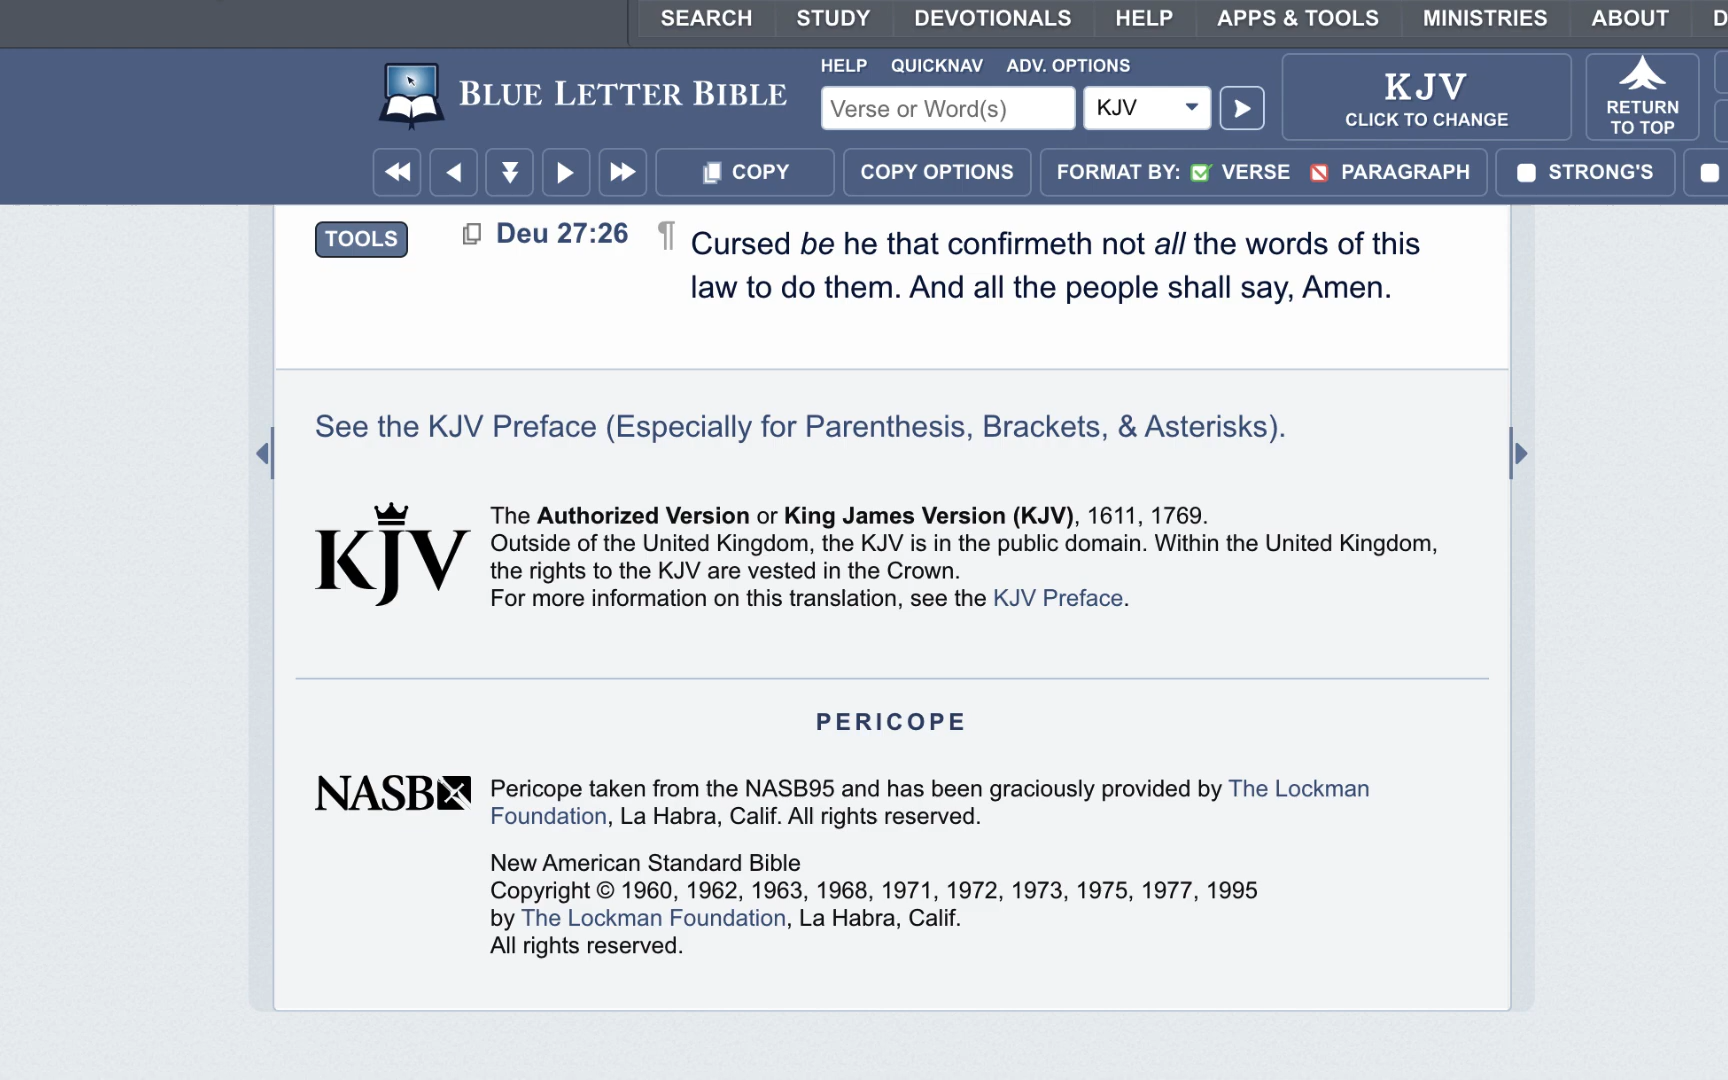 SEARCH STUDY DEVOTIONALS HELP APPS & TOOLS MINISTRIES ABOUT D
BLUE LETTER BIBLE
HELP QUICKNAV ADV. OPTIONS
Verse or Word(s) KJV
KJV
CLICK TO CHANGE
RETURN
TO TOP
COPY COPY OPTIONS FORMAT BY: VERSE PARAGRAPH STRONG'S
TOOLS Deu 27:26 ¶ Cursed be he that confirmeth not all the words of this
law to do them. And all the people shall say, Amen.
See the KJV Preface (Especially for Parenthesis, Brackets, & Asterisks).
KJV
The Authorized Version or King James Version (KJV), 1611, 1769.
Outside of the United Kingdom, the KJV is in the public domain. Within the United Kingdom,
the rights to the KJV are vested in the Crown.
For more information on this translation, see the KJV Preface.
PERICOPE
NASB
Pericope taken from the NASB95 and has been graciously provided by The Lockman
Foundation, La Habra, Calif. All rights reserved.
New American Standard Bible
Copyright © 1960, 1962, 1963, 1968, 1971, 1972, 1973, 1975, 1977, 1995
by The Lockman Foundation, La Habra, Calif.
All rights reserved.